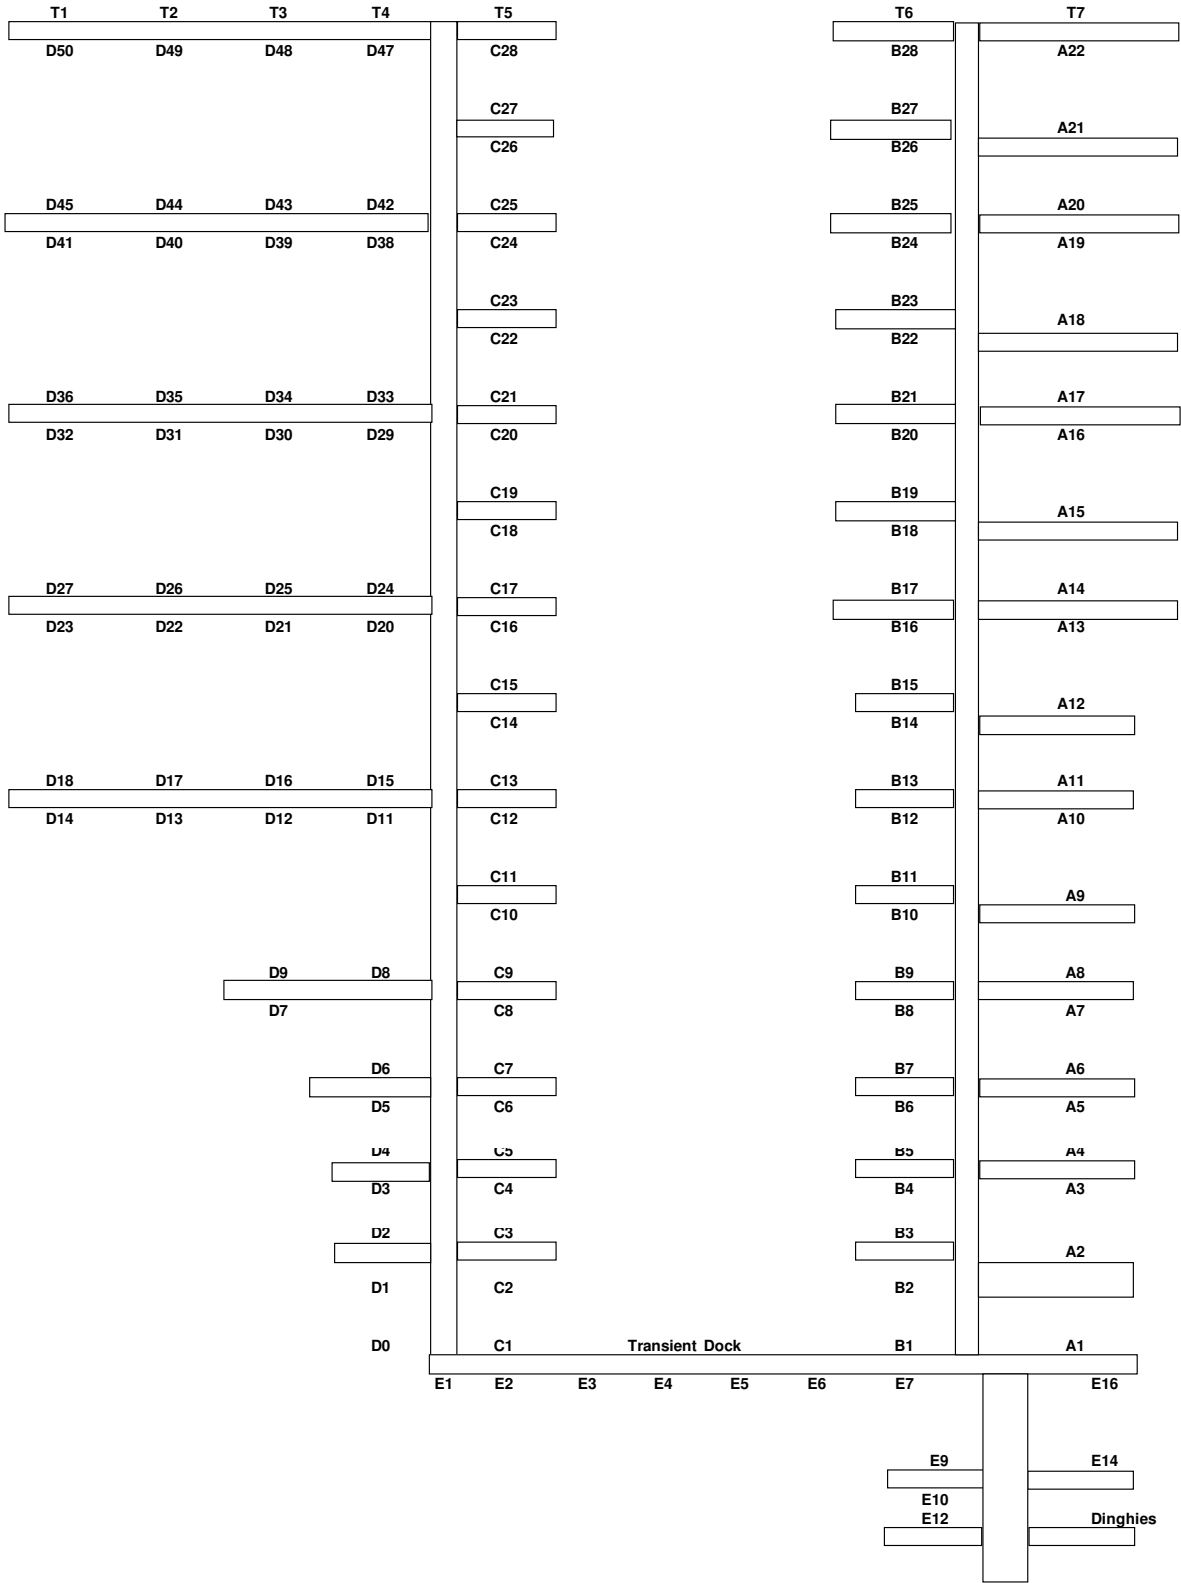 T1 T2 T3 T4 T5 T6 T7
D50 D49 D48 D47 C28 B28 A22
C27 B27
A21
C26 B26
D45 D44 D43 D42 C25 B25 A20
D41 D40 D39 D38 C24 B24 A19
C23 B23
A18
C22 B22
D36 D35 D34 D33 C21 B21 A17
D32 D31 D30 D29 C20 B20 A16
C19 B19
A15
C18 B18
D27 D26 D25 D24 C17 B17 A14
D23 D22 D21 D20 C16 B16 A13
C15 B15
A12
C14 B14
D18 D17 D16 D15 C13 B13 A11
D14 D13 D12 D11 C12 B12 A10
C11 B11
A9
C10 B10
D9 D8 C9 B9 A8
D7 C8 B8 A7
D6 C7 B7 A6
D5 C6 B6 A5
D4 C5 B5 A4
D3 C4 B4 A3
D2 C3 B3
A2
D1 C2 B2
D0 C1 Transient Dock B1 A1
E1 E2 E3 E4 E5 E6 E7 E16
E9 E14
E10
E12 Dinghies